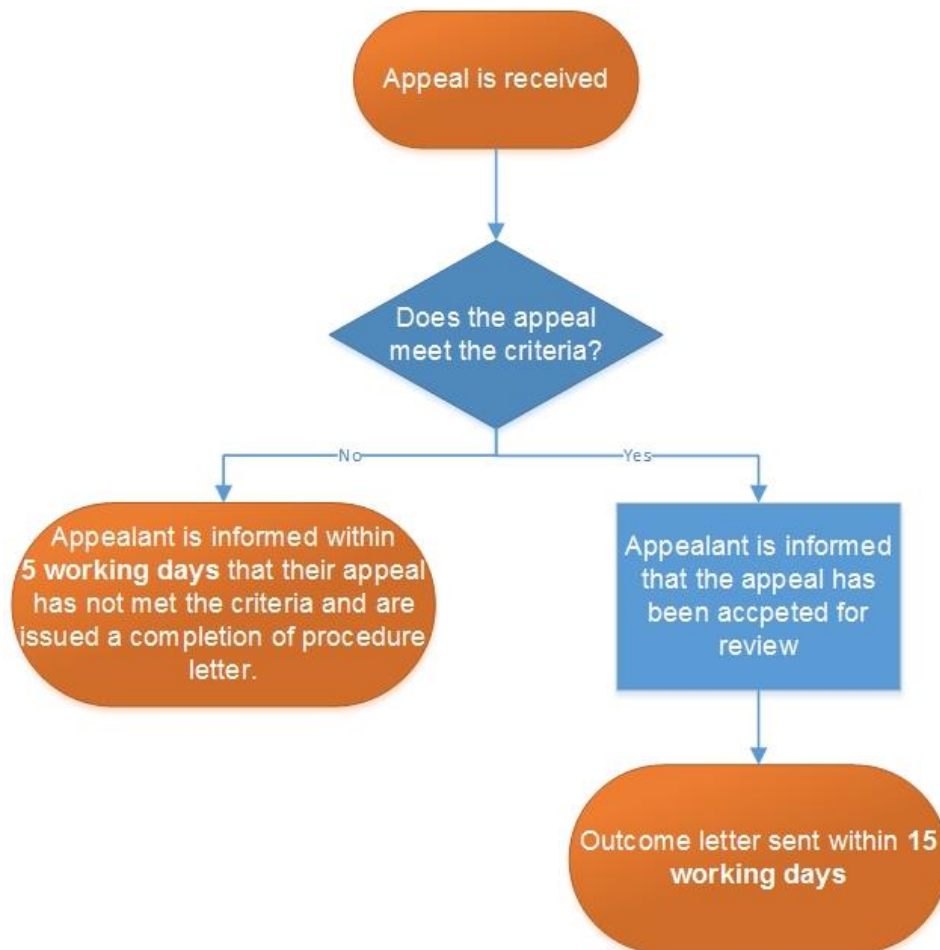 Appeal is received
Does the appeal
meet the criteria?
No
Yes
Appealant is informed within
5 working days that their appeal
has not met the criteria and are
issued a completion of procedure
letter.
Appealant is informed
that the appeal has
been accpeted for
review
Outcome letter sent within 15
working days